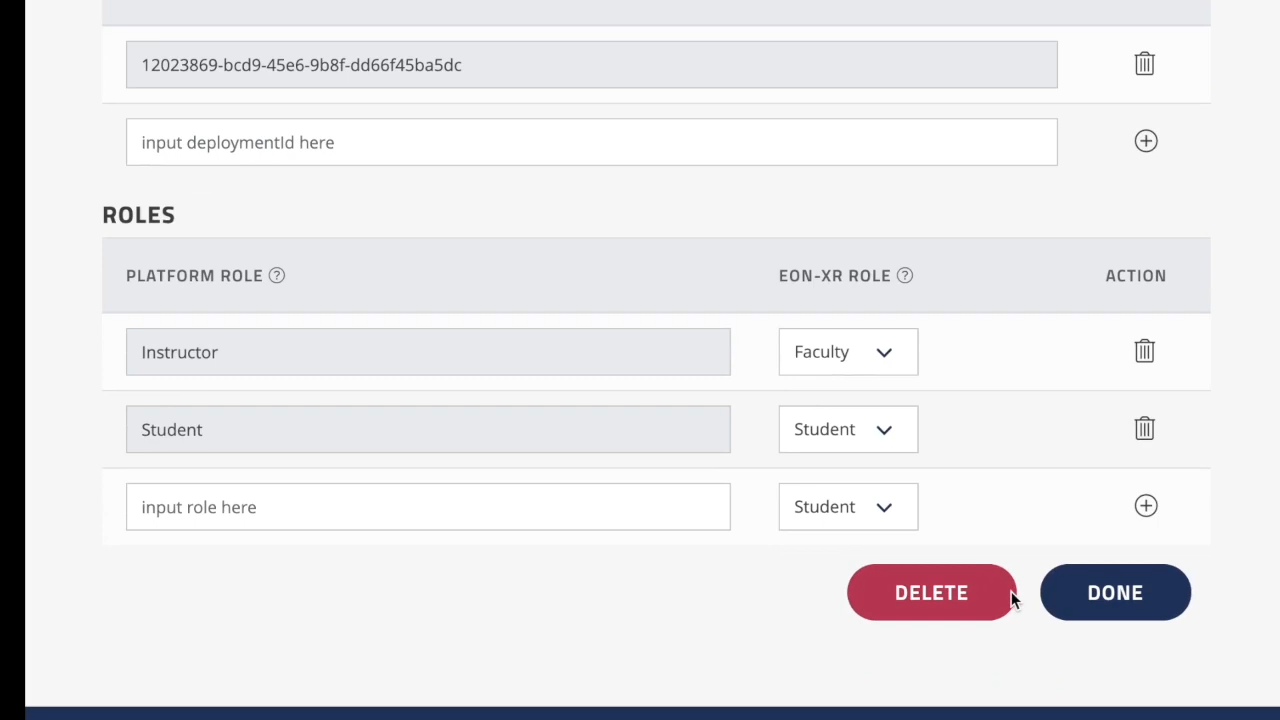 12023869-bcd9-45e6-9b8f-dd66f45ba5dc
input deploymentId here
ROLES
PLATFORM ROLE ? EON-XR ROLE ? ACTION
Instructor Faculty
Student Student
input role here Student
DELETE DONE